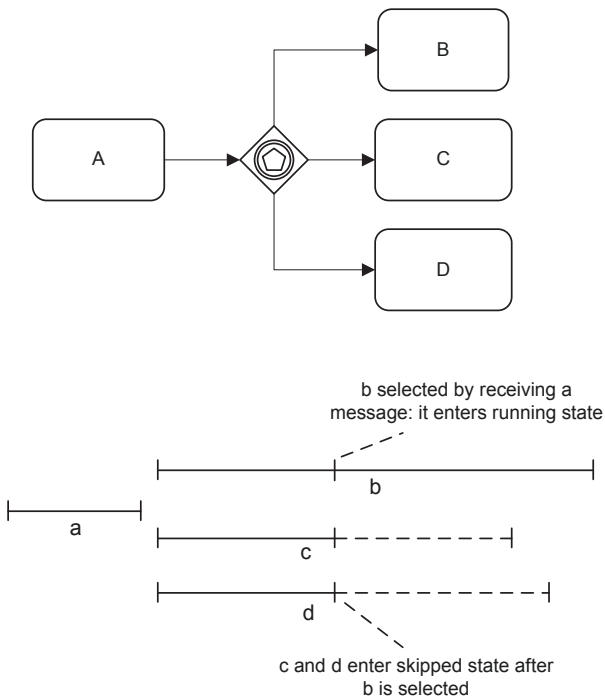 B
A
C
D
b selected by receiving a
message: it enters running state
b
a
c
d
c and d enter skipped state after
b is selected